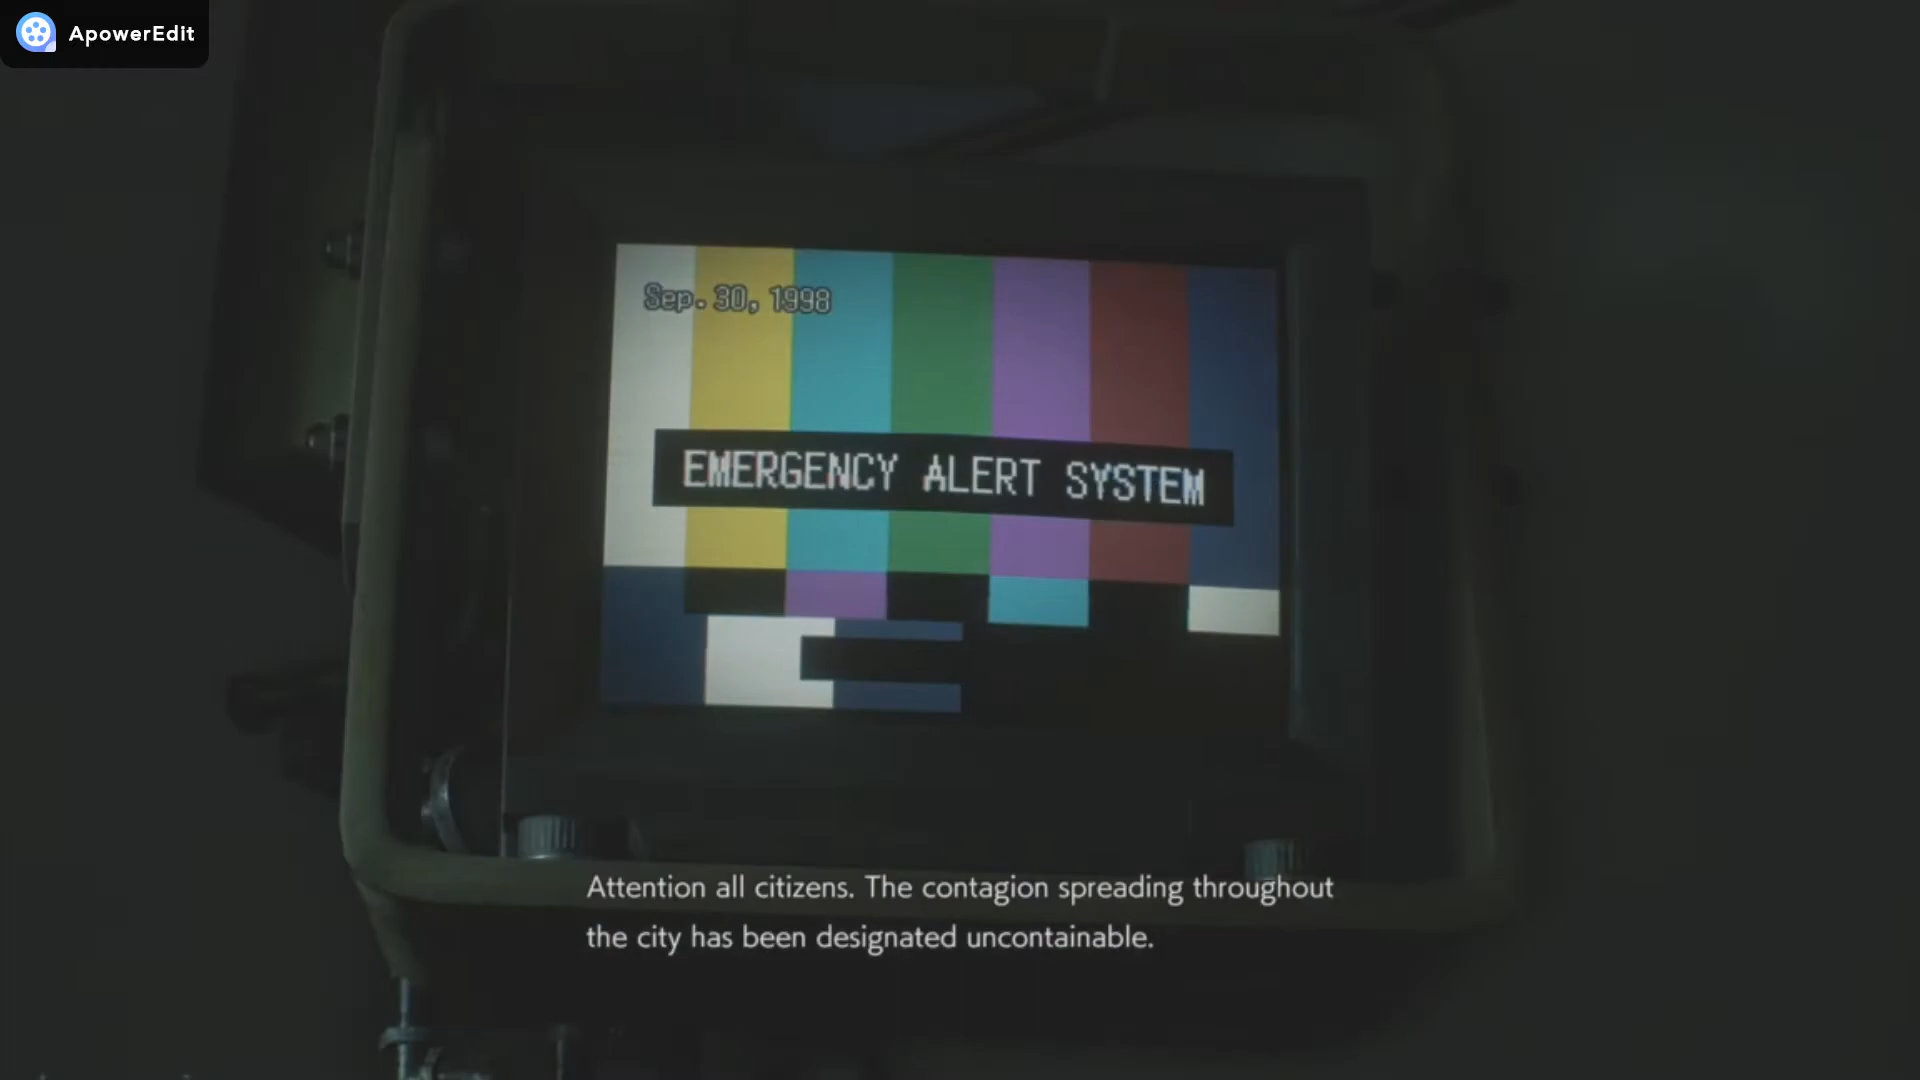 ApowerEdit
Sep. 30, 1998
EMERGENCY ALERT SYSTEM
Attention all citizens. The contagion spreading throughout
the city has been designated uncontainable.